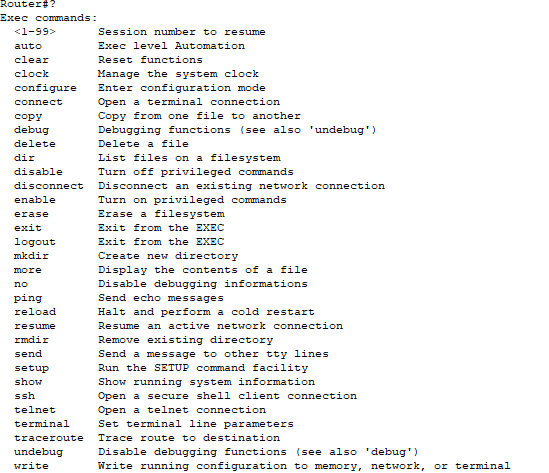 Router#?
Exec commands:
  <1-99>      Session number to resume
  auto        Exec level Automation
  clear       Reset functions
  clock       Manage the system clock
  configure   Enter configuration mode
  connect     Open a terminal connection
  copy        Copy from one file to another
  debug       Debugging functions (see also 'undebug')
  delete      Delete a file
  dir         List files on a filesystem
  disable     Turn off privileged commands
  disconnect  Disconnect an existing network connection
  enable      Turn on privileged commands
  erase       Erase a filesystem
  exit        Exit from the EXEC
  logout      Exit from the EXEC
  mkdir       Create new directory
  more        Display the contents of a file
  no          Disable debugging informations
  ping        Send echo messages
  reload      Halt and perform a cold restart
  resume      Resume an active network connection
  rmdir       Remove existing directory
  send        Send a message to other tty lines
  setup       Run the SETUP command facility
  show        Show running system information
  ssh         Open a secure shell client connection
  telnet      Open a telnet connection
  terminal    Set terminal line parameters
  traceroute  Trace route to destination
  undebug     Disable debugging functions (see also 'debug')
  write       Write running configuration to memory, network, or terminal